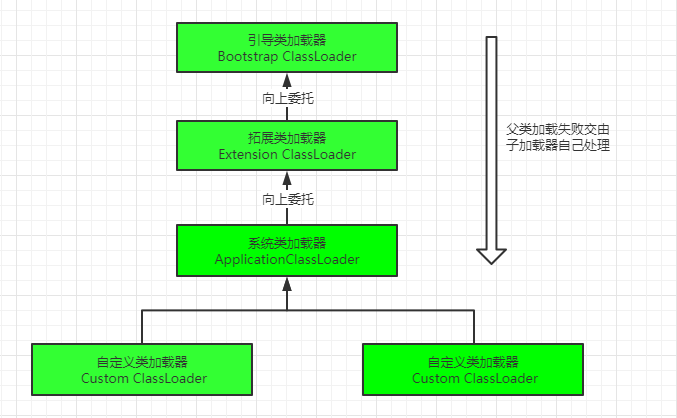 引导类加载器
Bootstrap ClassLoader
向上委托
拓展类加载器
Extension ClassLoader
父类加载失败交由
子加载器自己处理
向上委托
系统类加载器
ApplicationClassLoader
自定义类加载器
Custom ClassLoader
自定义类加载器
Custom ClassLoader